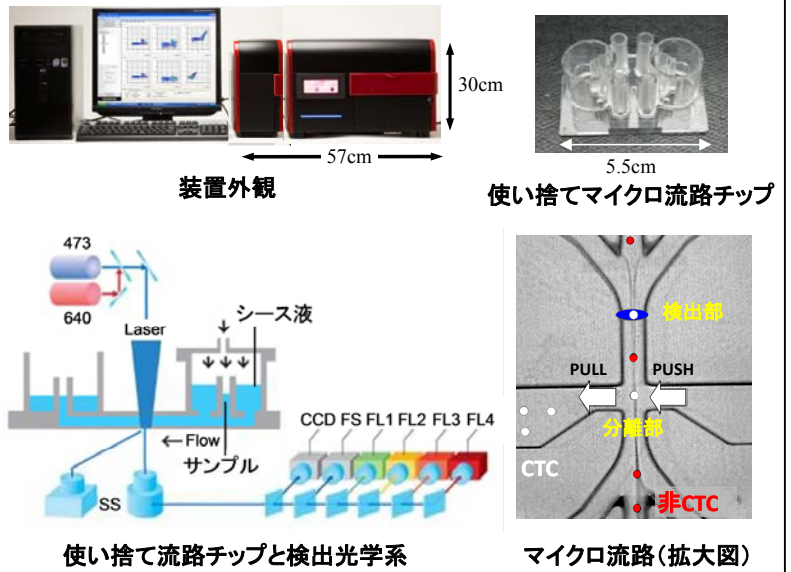 30cm
57cm
装置外観
5.5cm
使い捨てマイクロ流路チップ
473
640
Laser
シース液
←Flow
サンプル
SS
CCD FS FL1 FL2 FL3 FL4
使い捨て流路チップと検出光学系
検出部
PULL
PUSH
分離部
CTC
非CTC
マイクロ流路（拡大図）